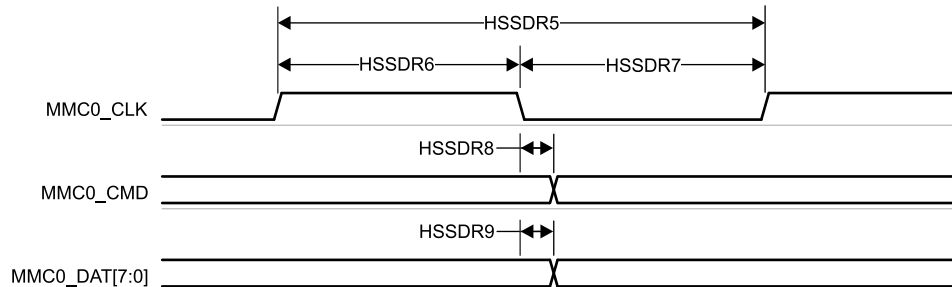 HSSDR5
HSSDR6 HSSDR7
MMC0_CLK
HSSDR8
MMC0_CMD
HSSDR9
MMC0_DAT[7:0]